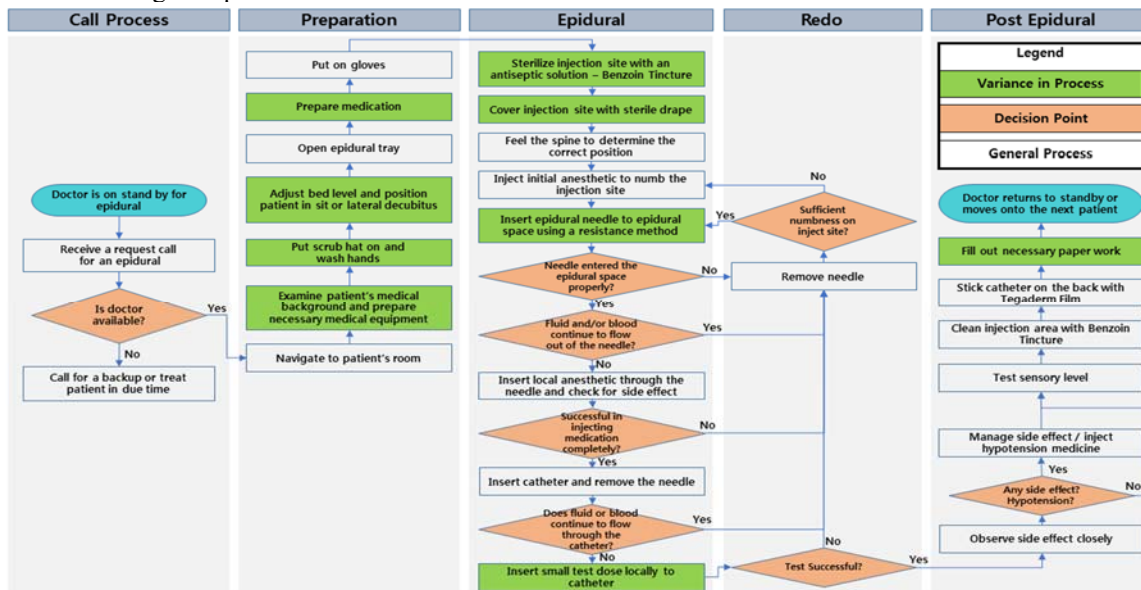 Call Process
Doctor is on stand by for
epidural
Receive a request call
for an epidural
Is doctor
available?
Yes
No
Call for a backup or treat
patient in due time
Preparation
Put on gloves
Prepare medication
Open epidural tray
Adjust bed level and position
patient in sit or lateral decubitus
Put scrub hat on and
wash hands
Examine patient's medical
background and prepare
necessary medical equipment
Navigate to patient's room
Epidural
Sterilize injection site with an
antiseptic solution – Benzoin Tincture
Cover injection site with sterile drape
Feel the spine to determine the
correct position
Inject initial anesthetic to numb the
injection site
Insert epidural needle to epidural
space using a resistance method
Needle entered the
epidural space
properly?
No
Yes
Fluid and/or blood
continue to flow
out of the needle?
Yes
No
Insert local anesthetic through the
needle and check for side effect
Successful in
injecting
medication
completely?
No
Yes
Insert catheter and remove the needle
Does fluid or blood
continue to flow
through the
catheter?
Yes
No
Insert small test dose locally to
catheter
Redo
No
Yes
Sufficient
numbness on
inject site?
Remove needle
No
Test Successful?
Yes
Post Epidural
Legend
Variance in Process
Decision Point
General Process
Doctor returns to standby or
moves onto the next patient
Fill out necessary paper work
Stick catheter on the back with
Tegaderm Film
Clean injection area with Benzoin
Tincture
Test sensory level
Manage side effect / inject
hypotension medicine
Yes
Any side effect?
Hypotension?
No
Observe side effect closely